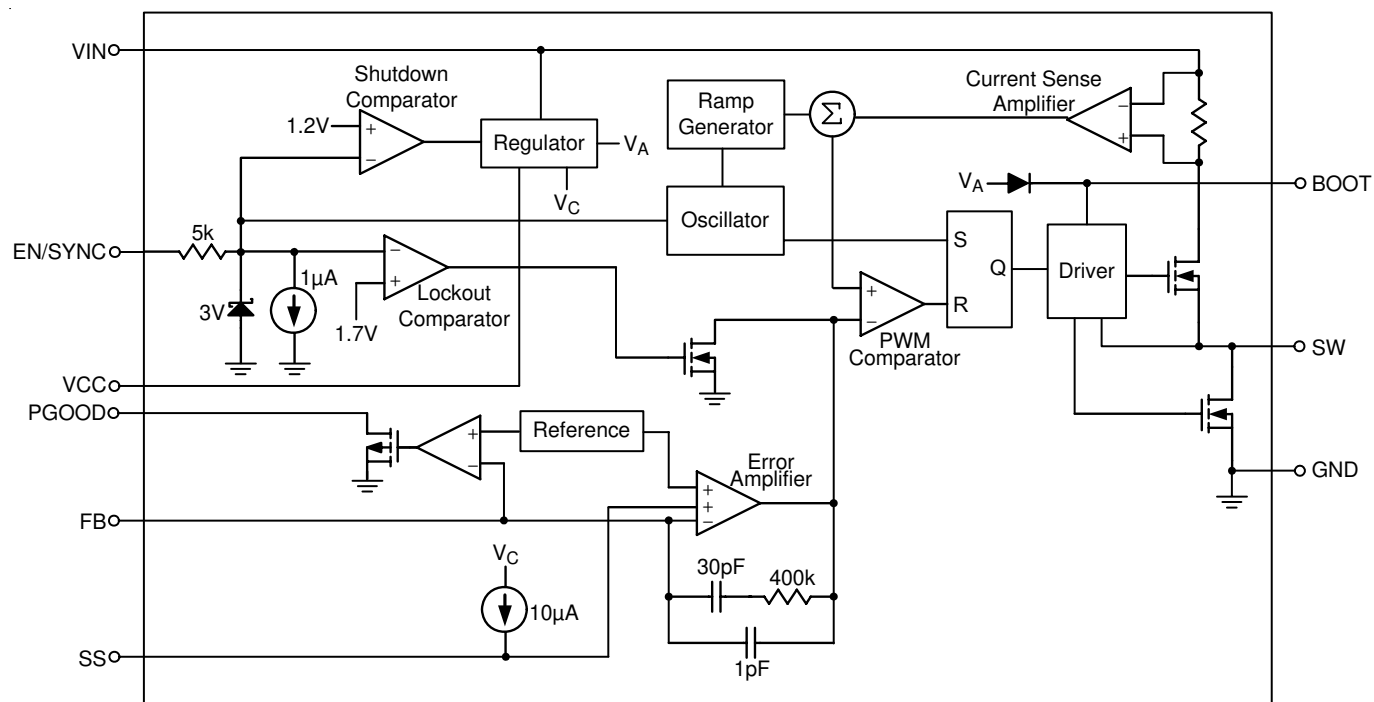 VIN
Shutdown
Comparator
1.2V
+
−
Regulator
V_A
V_C
Ramp
Generator
Σ
Current Sense
Amplifier
−
+
V_A
BOOT
Oscillator
EN/SYNC
5k
3V
1µA
−
+
1.7V
Lockout
Comparator
+
−
PWM
Comparator
S
R
Q
Driver
SW
VCC
PGOOD
+
−
Reference
Error
Amplifier
+
+
−
GND
FB
V_C
10µA
30pF
400k
1pF
SS